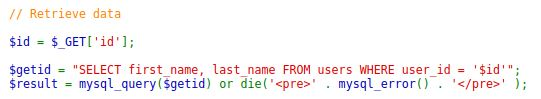 // Retrieve data
$id = $_GET['id'];
$getid = "SELECT first_name, last_name FROM users WHERE user_id = '$id'";
$result = mysql_query($getid) or die('<pre>' . mysql_error() . '</pre>' );